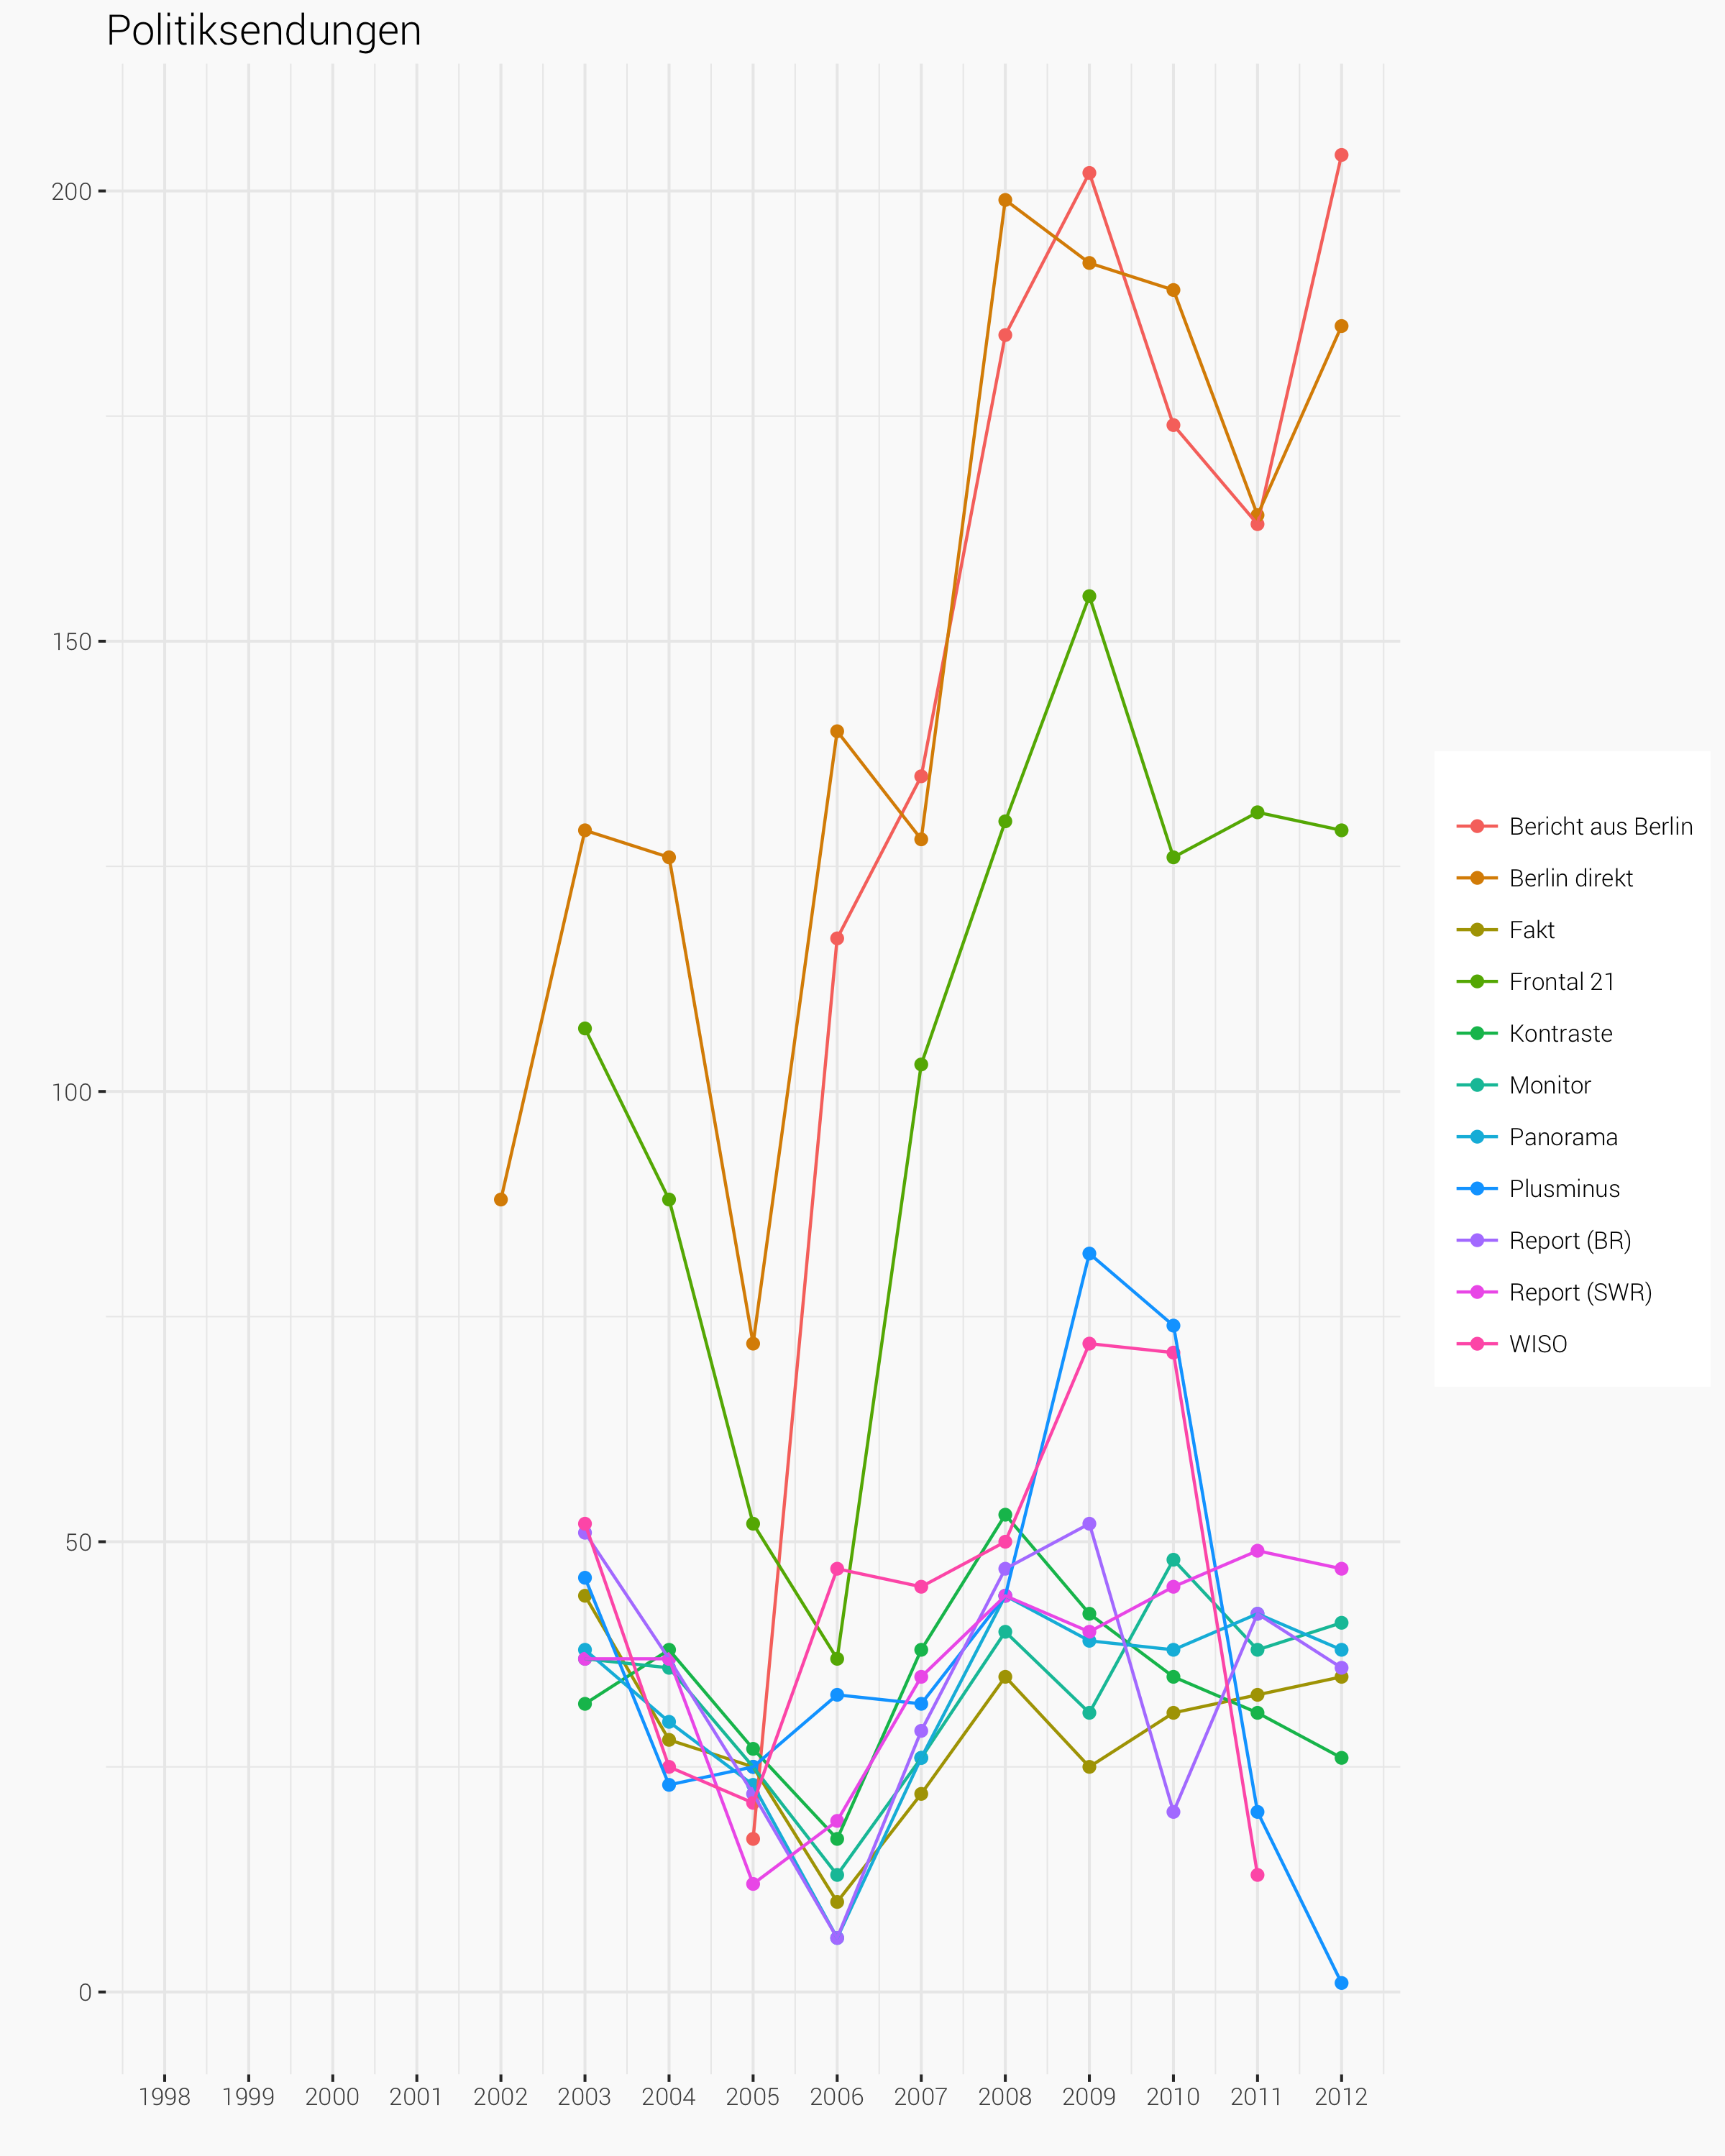 Politiksendungen
200
150
100
50
0
1998 1999 2000 2001 2002 2003 2004 2005 2006 2007 2008 2009 2010 2011 2012
Bericht aus Berlin
Berlin direkt
Fakt
Frontal 21
Kontraste
Monitor
Panorama
Plusminus
Report (BR)
Report (SWR)
WISO